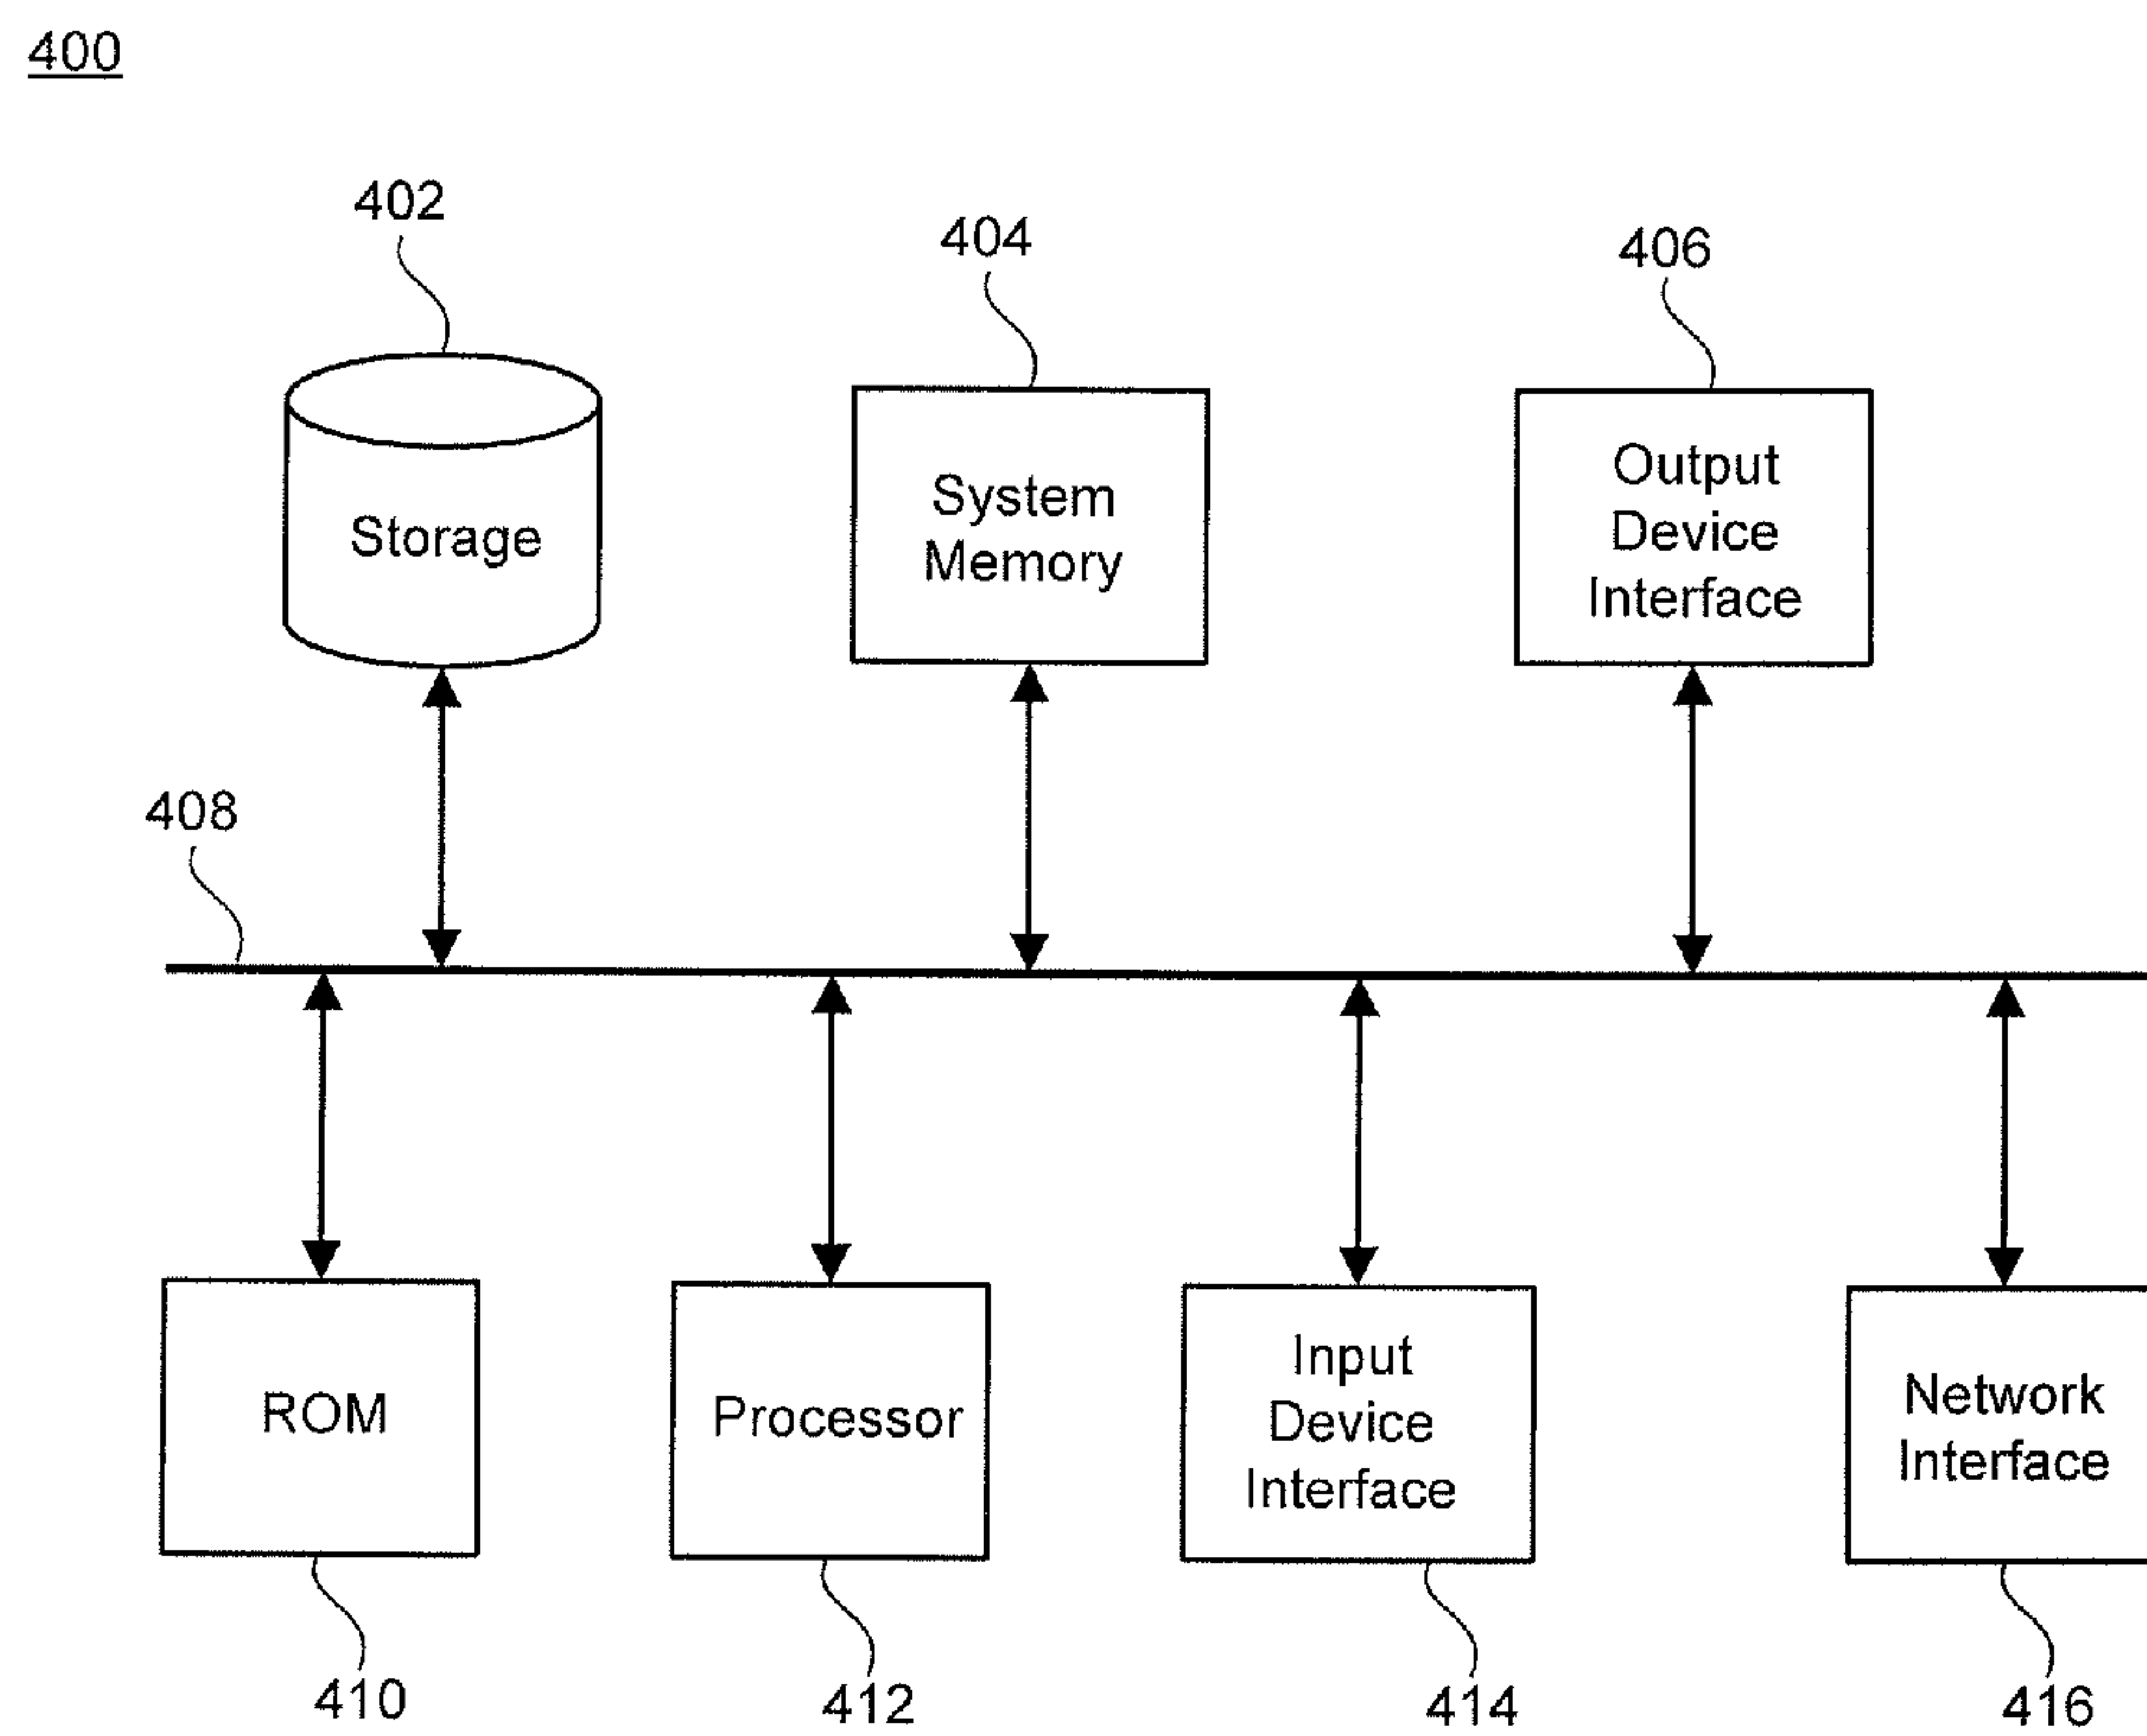 400
402
404
406
Storage
System
Memory
Output
Device
Interface
408
ROM
Processor
Input
Device
Interface
Network
Interface
410
412
414
416